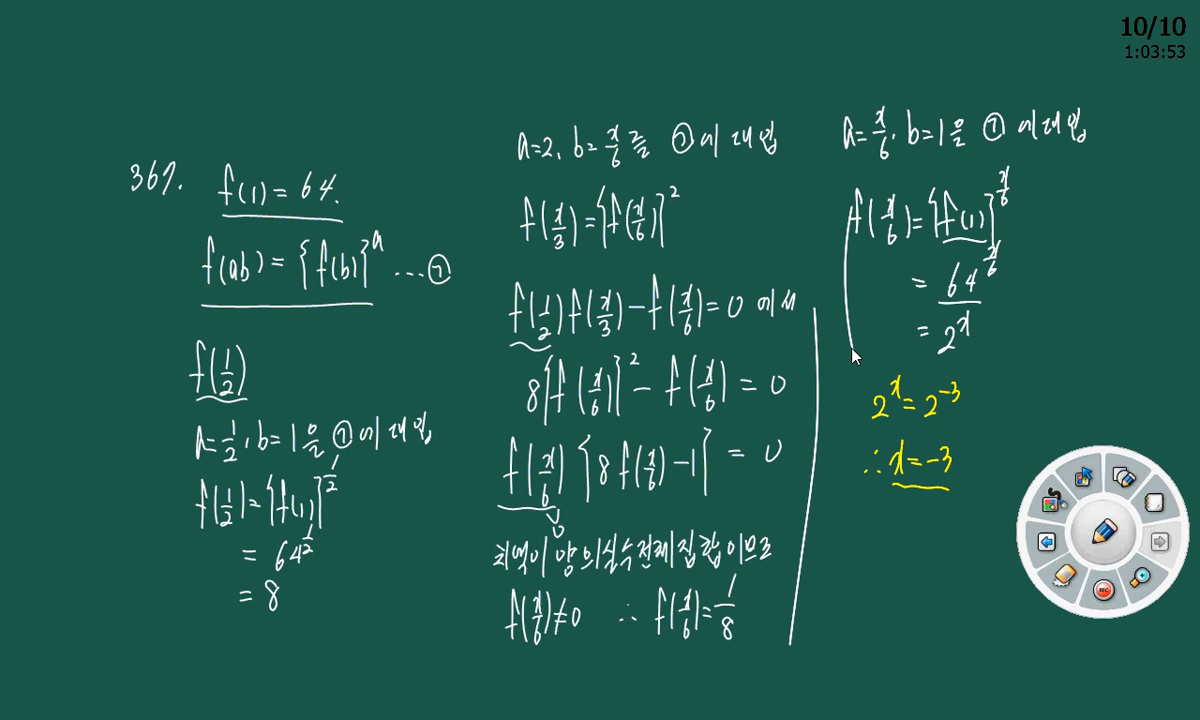 10/10
1:03:53
367.
f(1) = 64.
f(ab) = {f(b)}^a … ㉠
f(1/2)
a=1/2, b=1을 ㉠에 대입
f(1/2) = {f(1)}^(1/2)
= 64^(1/2)
= 8
a=2, b=x/6를 ㉠에 대입
f(x/3) = {f(x/6)}^2
f(1/2)f(x/3) - f(x/6) = 0 에서
8{f(x/6)}^2 - f(x/6) = 0
f(x/6) {8f(x/6) - 1} = 0
치역이 양의 실수 전체 집합이므로
f(x/6) ≠ 0 ∴ f(x/6) = 1/8
a=x/6, b=1을 ㉠에 대입
f(x/6) = {f(1)}^(x/6)
= 64^(x/6)
= 2^x
2^x = 2^-3
∴ x = -3
REC